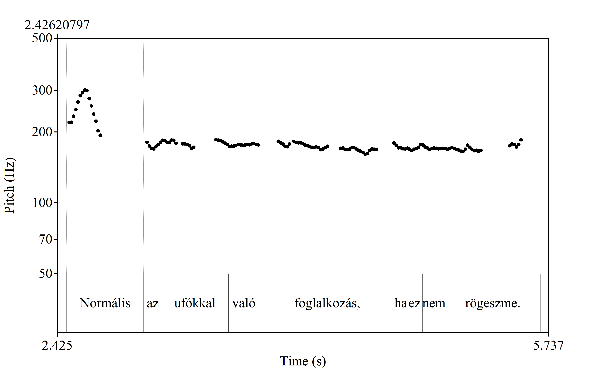 2.42620797
500
300
200
100
70
50
Pitch (Hz)
Normális az ufókkal való foglalkozás, ha ez nem rögeszme.
2.425 5.737
Time (s)